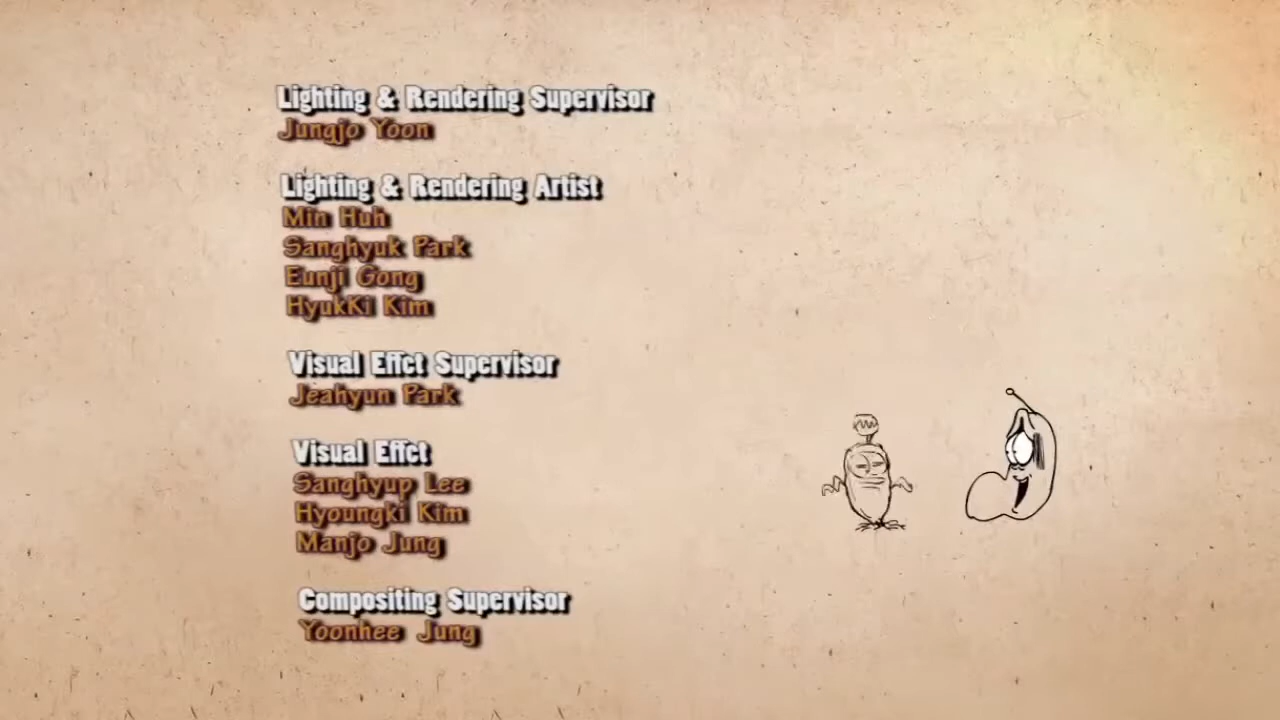 Lighting & Rendering Supervisor
Jungjo Yoon
Lighting & Rendering Artist
Min Huh
Sanghyuk Park
Eunji Gong
HyukKi Kim
Visual Effct Supervisor
Jeahyun Park
Visual Effct
Sanghyup Lee
Hyoungki Kim
Manjo Jung
Compositing Supervisor
Yoonhee Jung